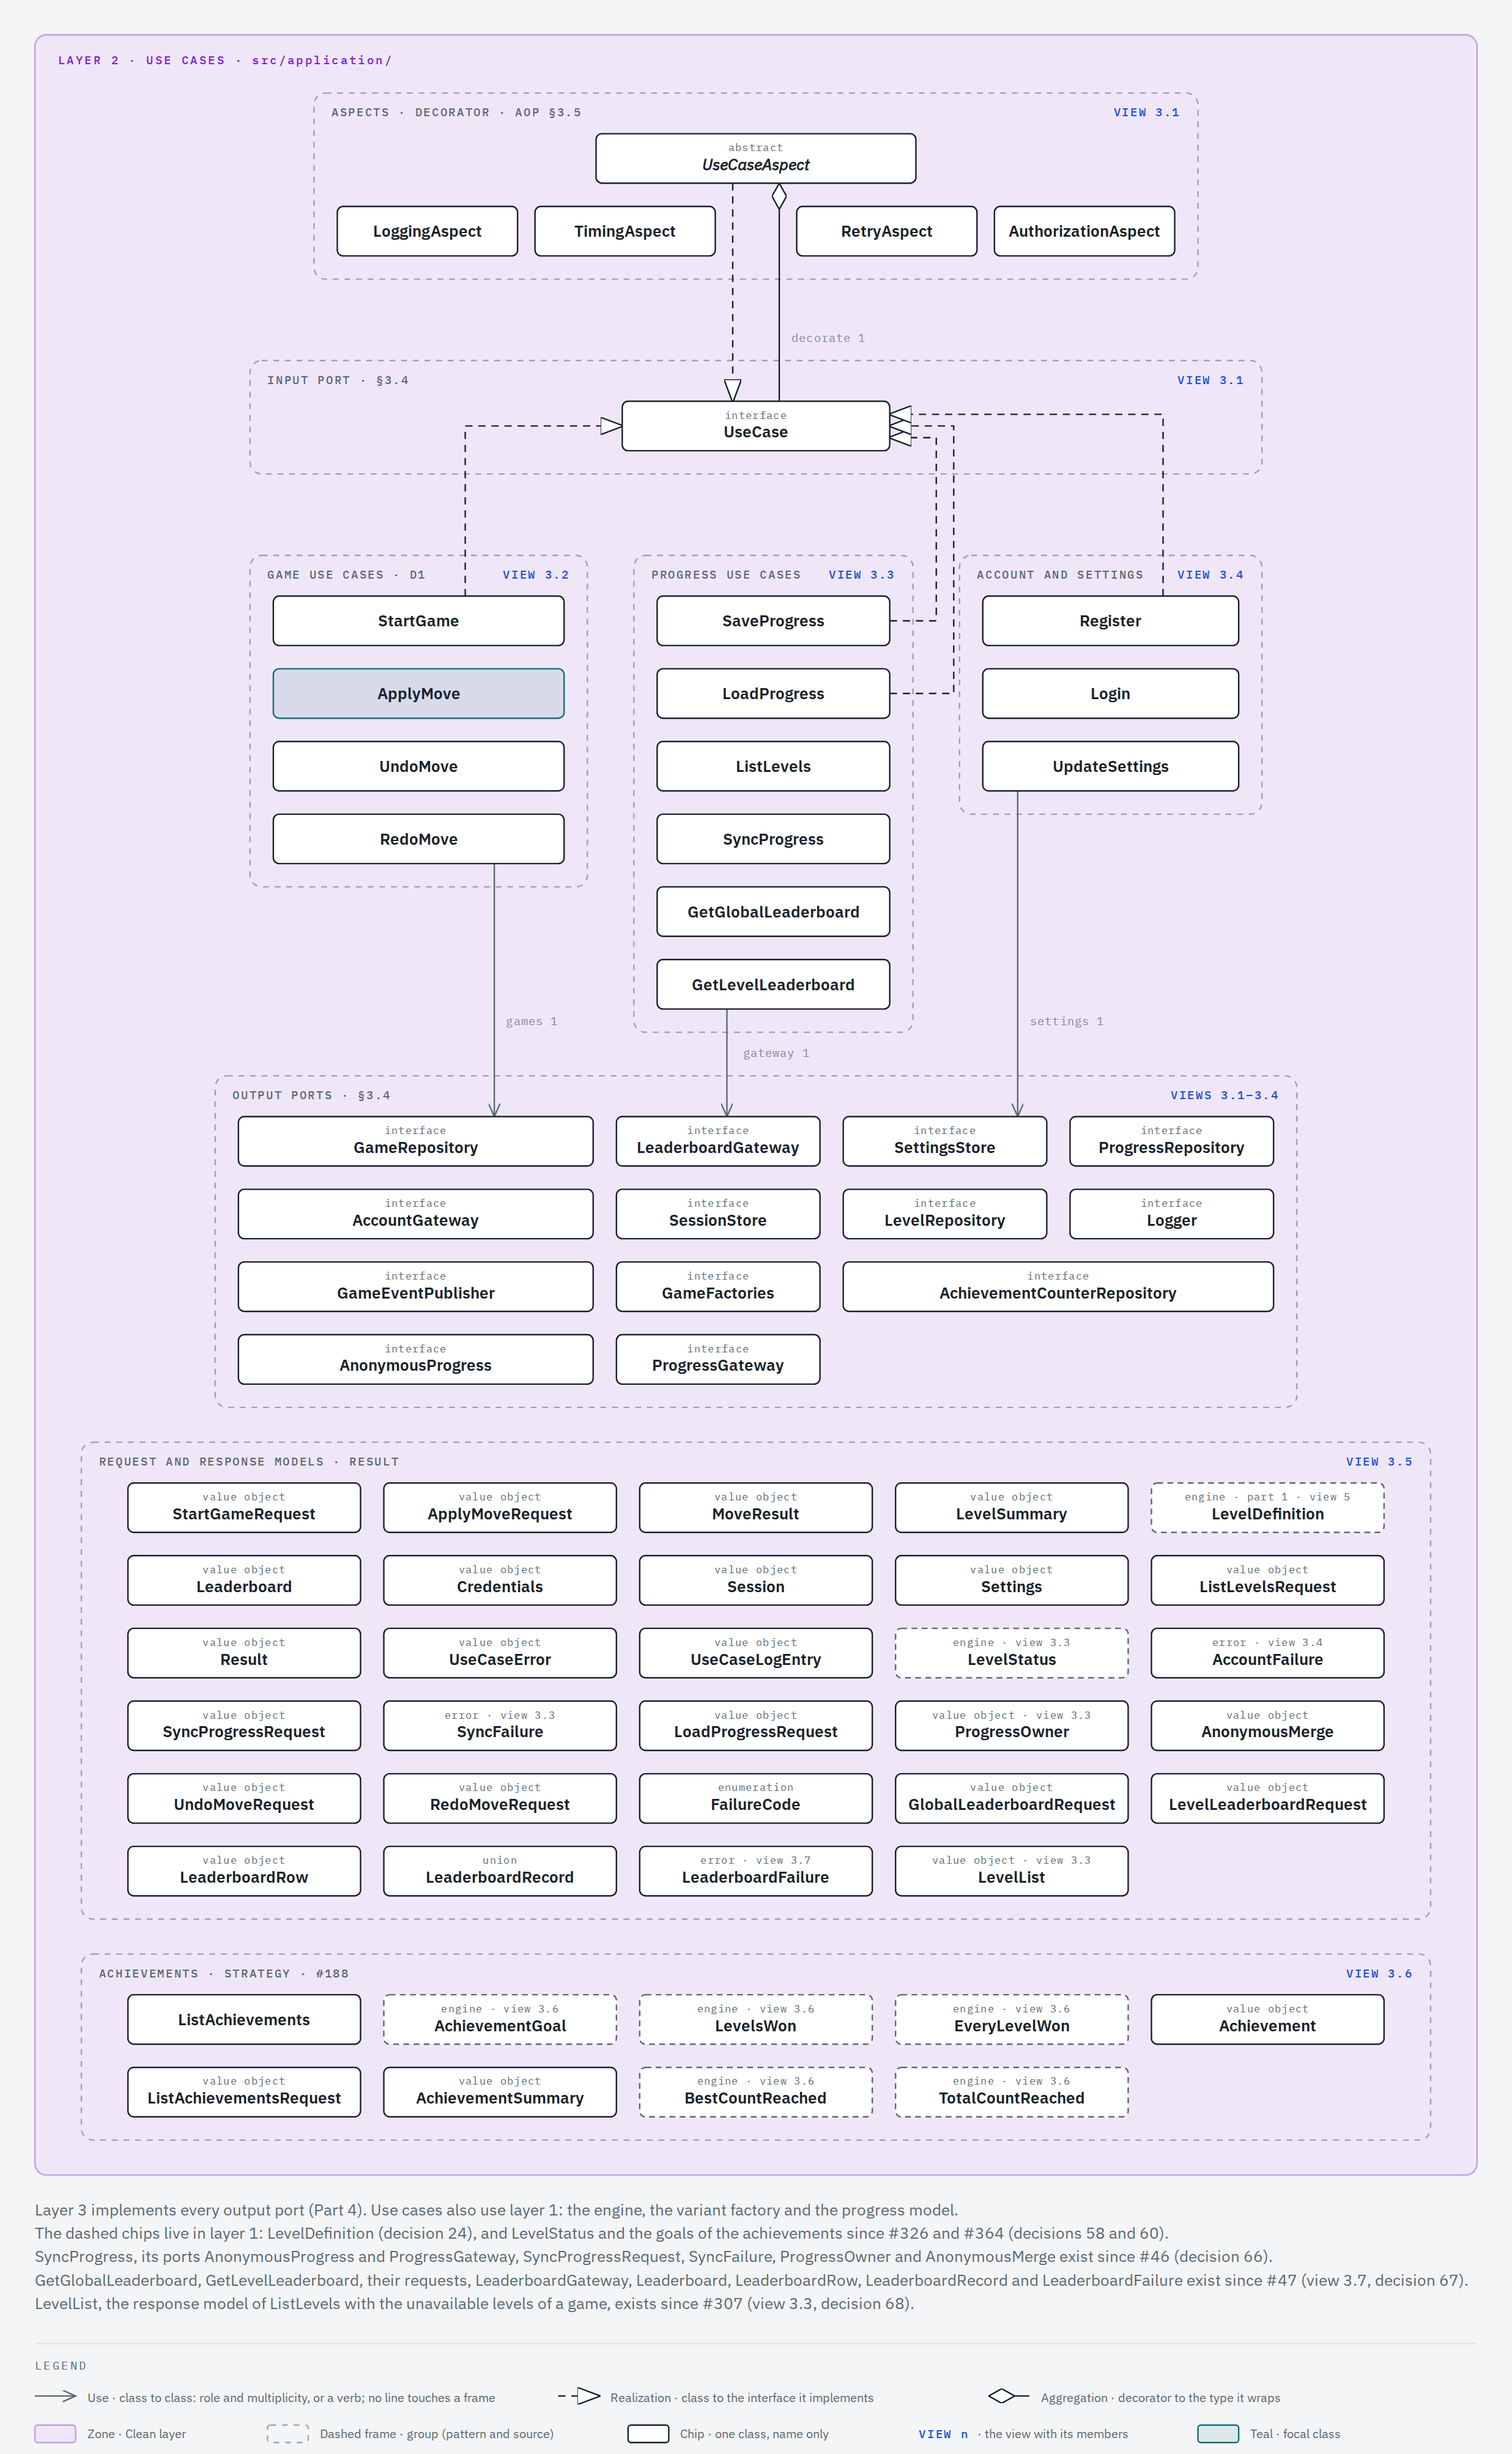 LAYER 2 · USE CASES · src/application/
ASPECTS · DECORATOR · AOP §3.5
VIEW 3.1
abstract
UseCaseAspect
LoggingAspect
TimingAspect
RetryAspect
AuthorizationAspect
decorate 1
INPUT PORT · §3.4
VIEW 3.1
interface
UseCase
GAME USE CASES · D1
VIEW 3.2
StartGame
ApplyMove
UndoMove
RedoMove
PROGRESS USE CASES
VIEW 3.3
SaveProgress
LoadProgress
ListLevels
SyncProgress
GetGlobalLeaderboard
GetLevelLeaderboard
ACCOUNT AND SETTINGS
VIEW 3.4
Register
Login
UpdateSettings
games 1
gateway 1
settings 1
OUTPUT PORTS · §3.4
VIEWS 3.1–3.4
interface
GameRepository
interface
LeaderboardGateway
interface
SettingsStore
interface
ProgressRepository
interface
AccountGateway
interface
SessionStore
interface
LevelRepository
interface
Logger
interface
GameEventPublisher
interface
GameFactories
interface
AchievementCounterRepository
interface
AnonymousProgress
interface
ProgressGateway
REQUEST AND RESPONSE MODELS · RESULT
VIEW 3.5
value object
StartGameRequest
value object
ApplyMoveRequest
value object
MoveResult
value object
LevelSummary
engine · part 1 · view 5
LevelDefinition
value object
Leaderboard
value object
Credentials
value object
Session
value object
Settings
value object
ListLevelsRequest
value object
Result
value object
UseCaseError
value object
UseCaseLogEntry
engine · view 3.3
LevelStatus
error · view 3.4
AccountFailure
value object
SyncProgressRequest
error · view 3.3
SyncFailure
value object
LoadProgressRequest
value object · view 3.3
ProgressOwner
value object
AnonymousMerge
value object
UndoMoveRequest
value object
RedoMoveRequest
enumeration
FailureCode
value object
GlobalLeaderboardRequest
value object
LevelLeaderboardRequest
value object
LeaderboardRow
union
LeaderboardRecord
error · view 3.7
LeaderboardFailure
value object · view 3.3
LevelList
ACHIEVEMENTS · STRATEGY · #188
VIEW 3.6
ListAchievements
engine · view 3.6
AchievementGoal
engine · view 3.6
LevelsWon
engine · view 3.6
EveryLevelWon
value object
Achievement
value object
ListAchievementsRequest
value object
AchievementSummary
engine · view 3.6
BestCountReached
engine · view 3.6
TotalCountReached
Layer 3 implements every output port (Part 4). Use cases also use layer 1: the engine, the variant factory and the progress model.
The dashed chips live in layer 1: LevelDefinition (decision 24), and LevelStatus and the goals of the achievements since #326 and #364 (decisions 58 and 60).
SyncProgress, its ports AnonymousProgress and ProgressGateway, SyncProgressRequest, SyncFailure, ProgressOwner and AnonymousMerge exist since #46 (decision 66).
GetGlobalLeaderboard, GetLevelLeaderboard, their requests, LeaderboardGateway, Leaderboard, LeaderboardRow, LeaderboardRecord and LeaderboardFailure exist since #47 (view 3.7, decision 67).
LevelList, the response model of ListLevels with the unavailable levels of a game, exists since #307 (view 3.3, decision 68).
LEGEND
Use · class to class: role and multiplicity, or a verb; no line touches a frame
Realization · class to the interface it implements
Aggregation · decorator to the type it wraps
Zone · Clean layer
Dashed frame · group (pattern and source)
Chip · one class, name only
VIEW n · the view with its members
Teal · focal class